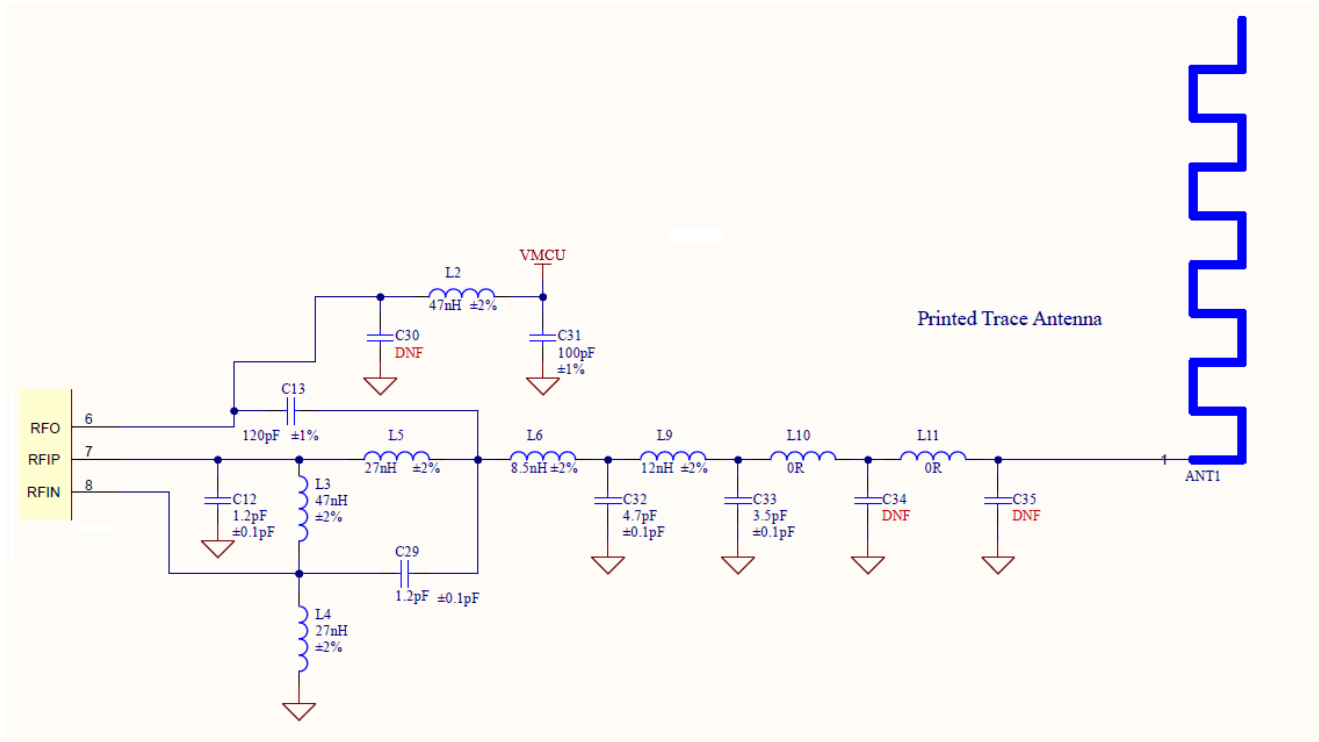 VMCU
L2
47nH ±2%
C30
DNF
C31
100pF
±1%
Printed Trace Antenna
C13
120pF ±1%
RFO
6
RFIP
7
RFIN
8
L5
27nH ±2%
L6
8.5nH ±2%
L9
12nH ±2%
L10
0R
L11
0R
1
ANT1
C12
1.2pF
±0.1pF
L3
47nH
±2%
C32
4.7pF
±0.1pF
C33
3.5pF
±0.1pF
C34
DNF
C35
DNF
C29
1.2pF ±0.1pF
L4
27nH
±2%